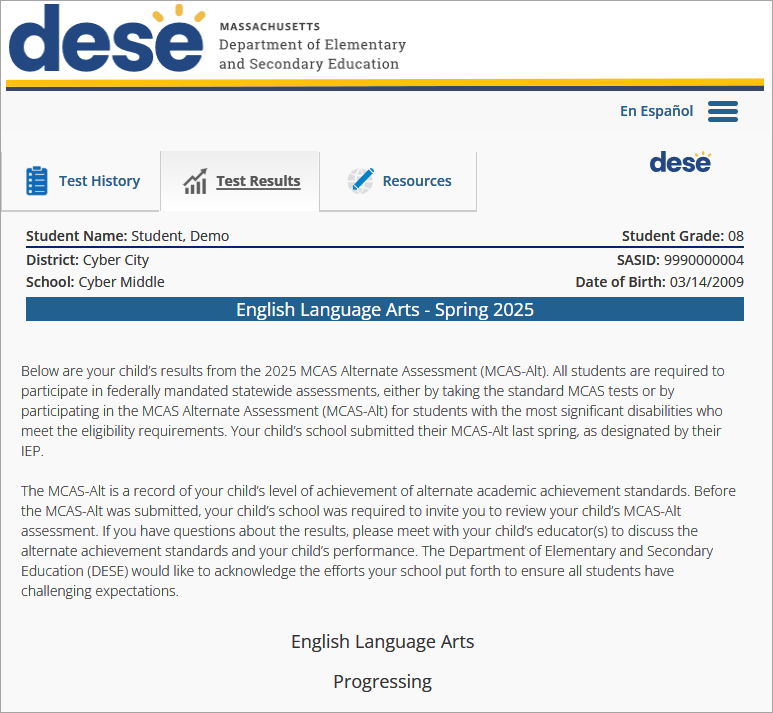 dese
MASSACHUSETTS
Department of Elementary
and Secondary Education
En Español
Test History
Test Results
Resources
dese
Student Name: Student, Demo
Student Grade: 08
District: Cyber City
SASID: 9990000004
School: Cyber Middle
Date of Birth: 03/14/2009
English Language Arts - Spring 2025
Below are your child’s results from the 2025 MCAS Alternate Assessment (MCAS-Alt). All students are required to
participate in federally mandated statewide assessments, either by taking the standard MCAS tests or by
participating in the MCAS Alternate Assessment (MCAS-Alt) for students with the most significant disabilities who
meet the eligibility requirements. Your child’s school submitted their MCAS-Alt last spring, as designated by their
IEP.
The MCAS-Alt is a record of your child’s level of achievement of alternate academic achievement standards. Before
the MCAS-Alt was submitted, your child’s school was required to invite you to review your child’s MCAS-Alt
assessment. If you have questions about the results, please meet with your child’s educator(s) to discuss the
alternate achievement standards and your child’s performance. The Department of Elementary and Secondary
Education (DESE) would like to acknowledge the efforts your school put forth to ensure all students have
challenging expectations.
English Language Arts
Progressing